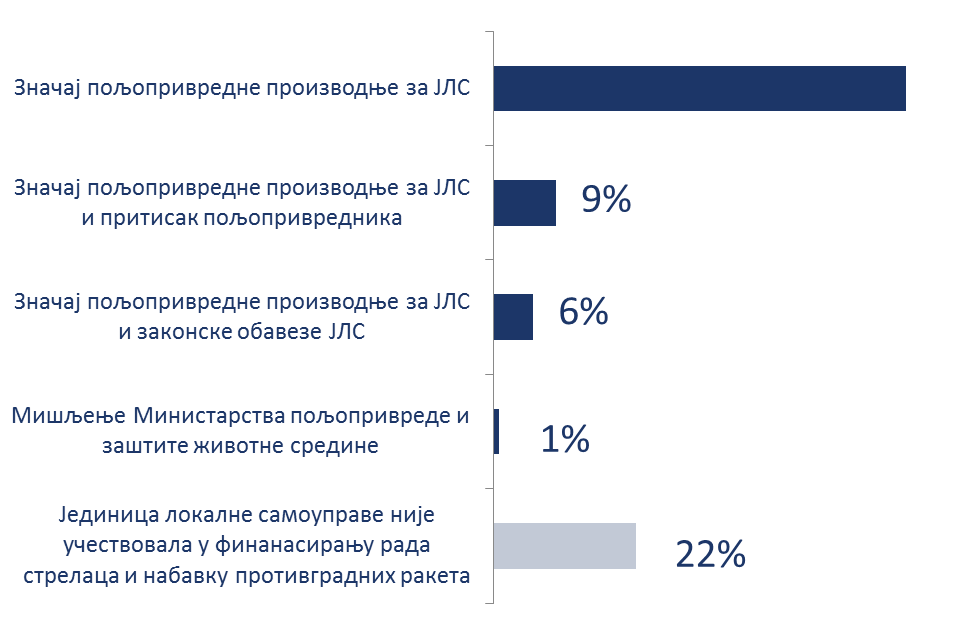 Значај пољопривредне производње за ЈЛС
Значај пољопривредне производње за ЈЛС
и притисак пољопривредника
9%
Значај пољопривредне производње за ЈЛС
и законске обавезе ЈЛС
6%
Мишљење Министарства пољопривреде и
заштите животне средине
1%
Јединица локалне самоуправе није
учествовала у финанасирању рада
стрелаца и набавку противградних ракета
22%